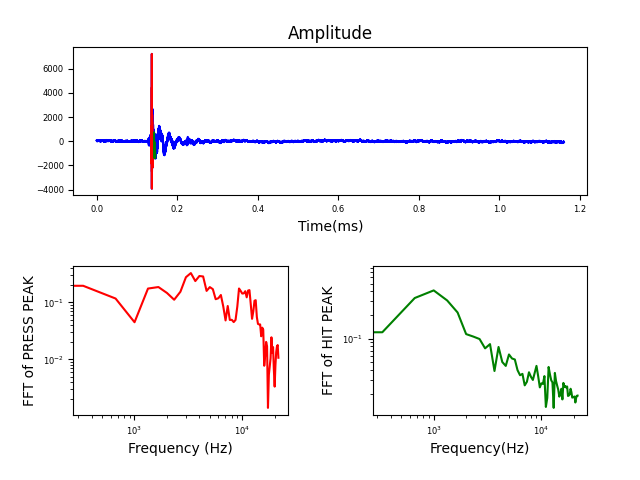 Amplitude
6000
4000
2000
0
−2000
−4000
0.0 0.2 0.4 0.6 0.8 1.0 1.2
Time(ms)
FFT of PRESS PEAK
10⁻¹
10⁻²
10³ 10⁴
Frequency (Hz)
FFT of HIT PEAK
10⁻¹
10³ 10⁴
Frequency(Hz)